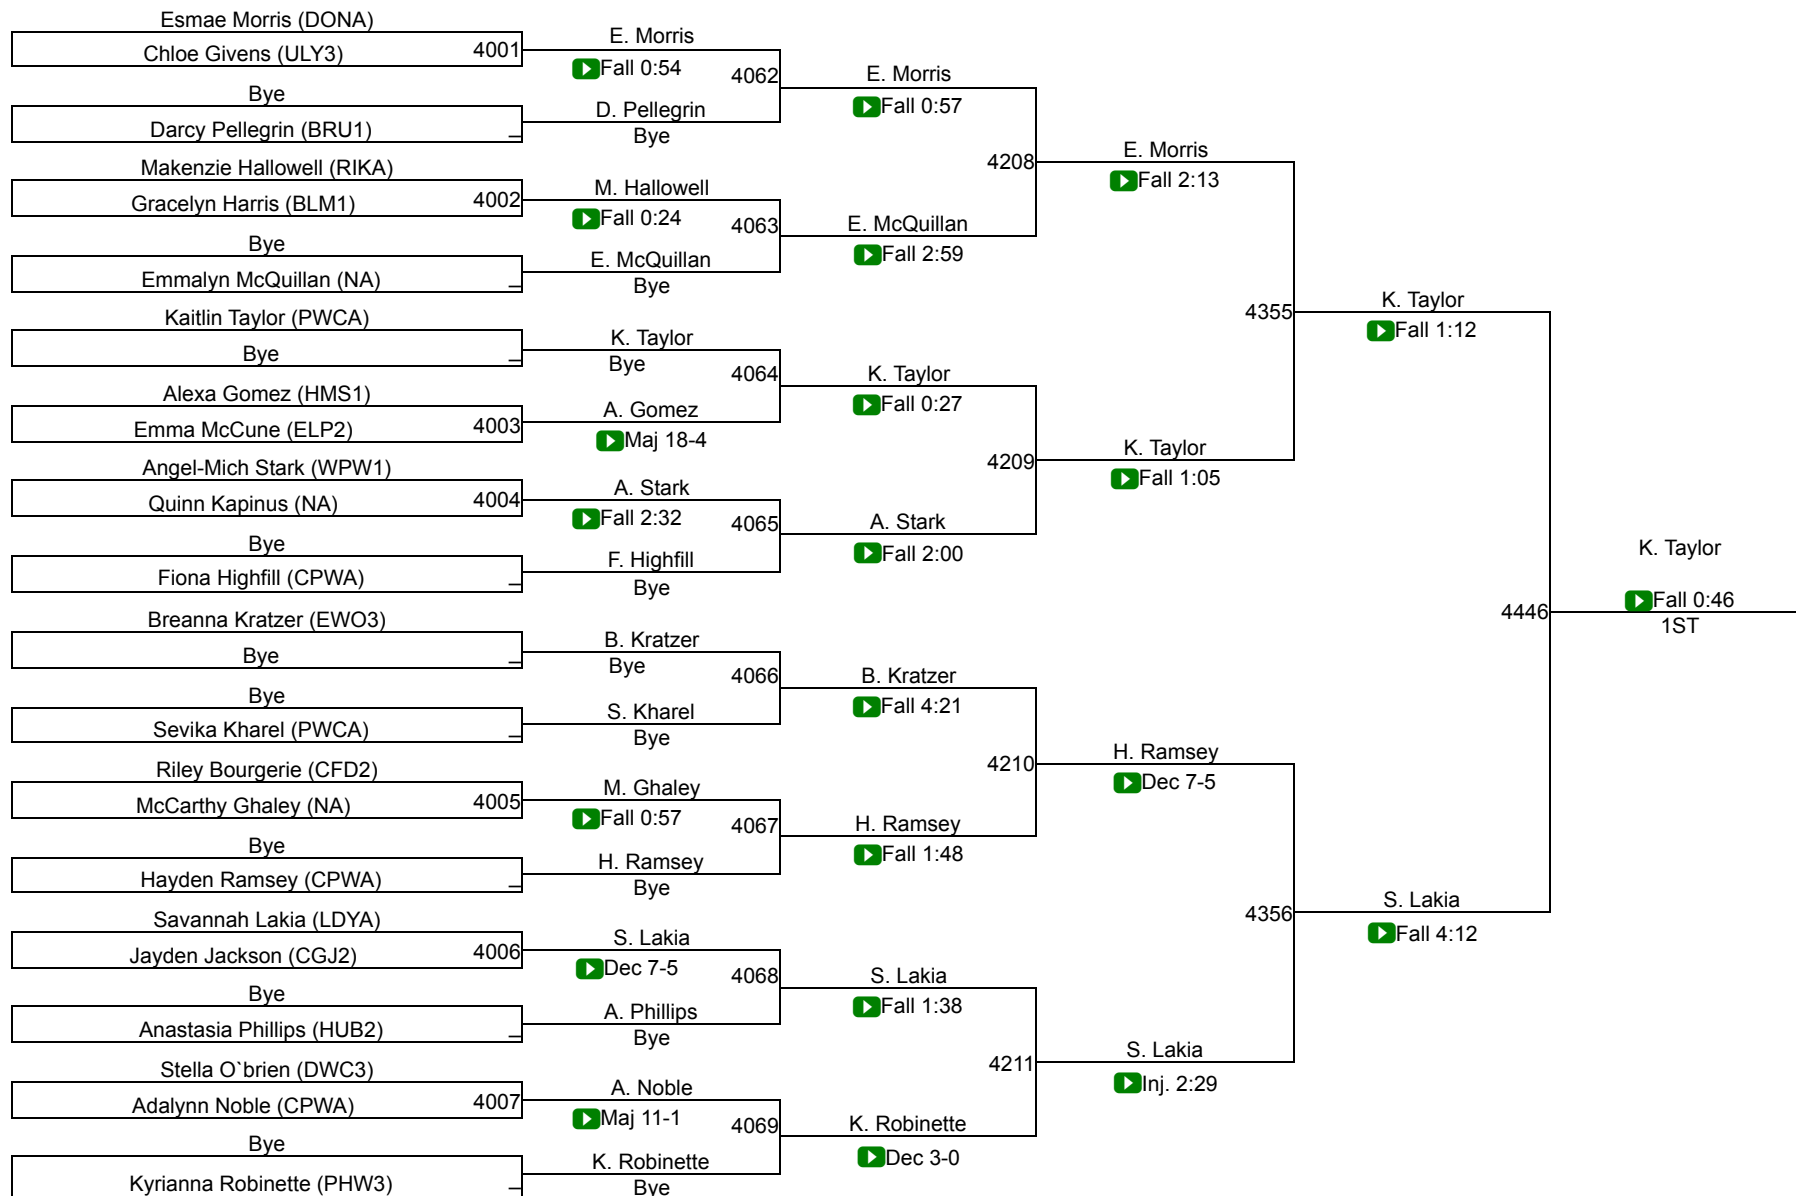 Esmae Morris (DONA)
Chloe Givens (ULY3) 4001
Bye
Darcy Pellegrin (BRU1)
Makenzie Hallowell (RIKA)
Gracelyn Harris (BLM1) 4002
Bye
Emmalyn McQuillan (NA)
Kaitlin Taylor (PWCA)
Bye
Alexa Gomez (HMS1)
Emma McCune (ELP2) 4003
Angel-Mich Stark (WPW1)
Quinn Kapinus (NA) 4004
Bye
Fiona Highfill (CPWA)
Breanna Kratzer (EWO3)
Bye
Bye
Sevika Kharel (PWCA)
Riley Bourgerie (CFD2)
McCarthy Ghaley (NA) 4005
Bye
Hayden Ramsey (CPWA)
Savannah Lakia (LDYA)
Jayden Jackson (CGJ2) 4006
Bye
Anastasia Phillips (HUB2)
Stella O`brien (DWC3)
Adalynn Noble (CPWA) 4007
Bye
Kyrianna Robinette (PHW3)
E. Morris
Fall 0:54
4062
D. Pellegrin
Bye
M. Hallowell
Fall 0:24
4063
E. McQuillan
Bye
K. Taylor
Bye
4064
A. Gomez
Maj 18-4
A. Stark
Fall 2:32
4065
F. Highfill
Bye
B. Kratzer
Bye
4066
S. Kharel
Bye
M. Ghaley
Fall 0:57
4067
H. Ramsey
Bye
S. Lakia
Dec 7-5
4068
A. Phillips
Bye
A. Noble
Maj 11-1
4069
K. Robinette
Bye
E. Morris
Fall 0:57
4208
E. McQuillan
Fall 2:59
K. Taylor
Fall 0:27
4209
A. Stark
Fall 2:00
B. Kratzer
Fall 4:21
4210
H. Ramsey
Fall 1:48
S. Lakia
Fall 1:38
4211
K. Robinette
Dec 3-0
E. Morris
Fall 2:13
4355
K. Taylor
Fall 1:05
H. Ramsey
Dec 7-5
4356
S. Lakia
Inj. 2:29
K. Taylor
Fall 1:12
4446
S. Lakia
Fall 4:12
K. Taylor
Fall 0:46
1ST